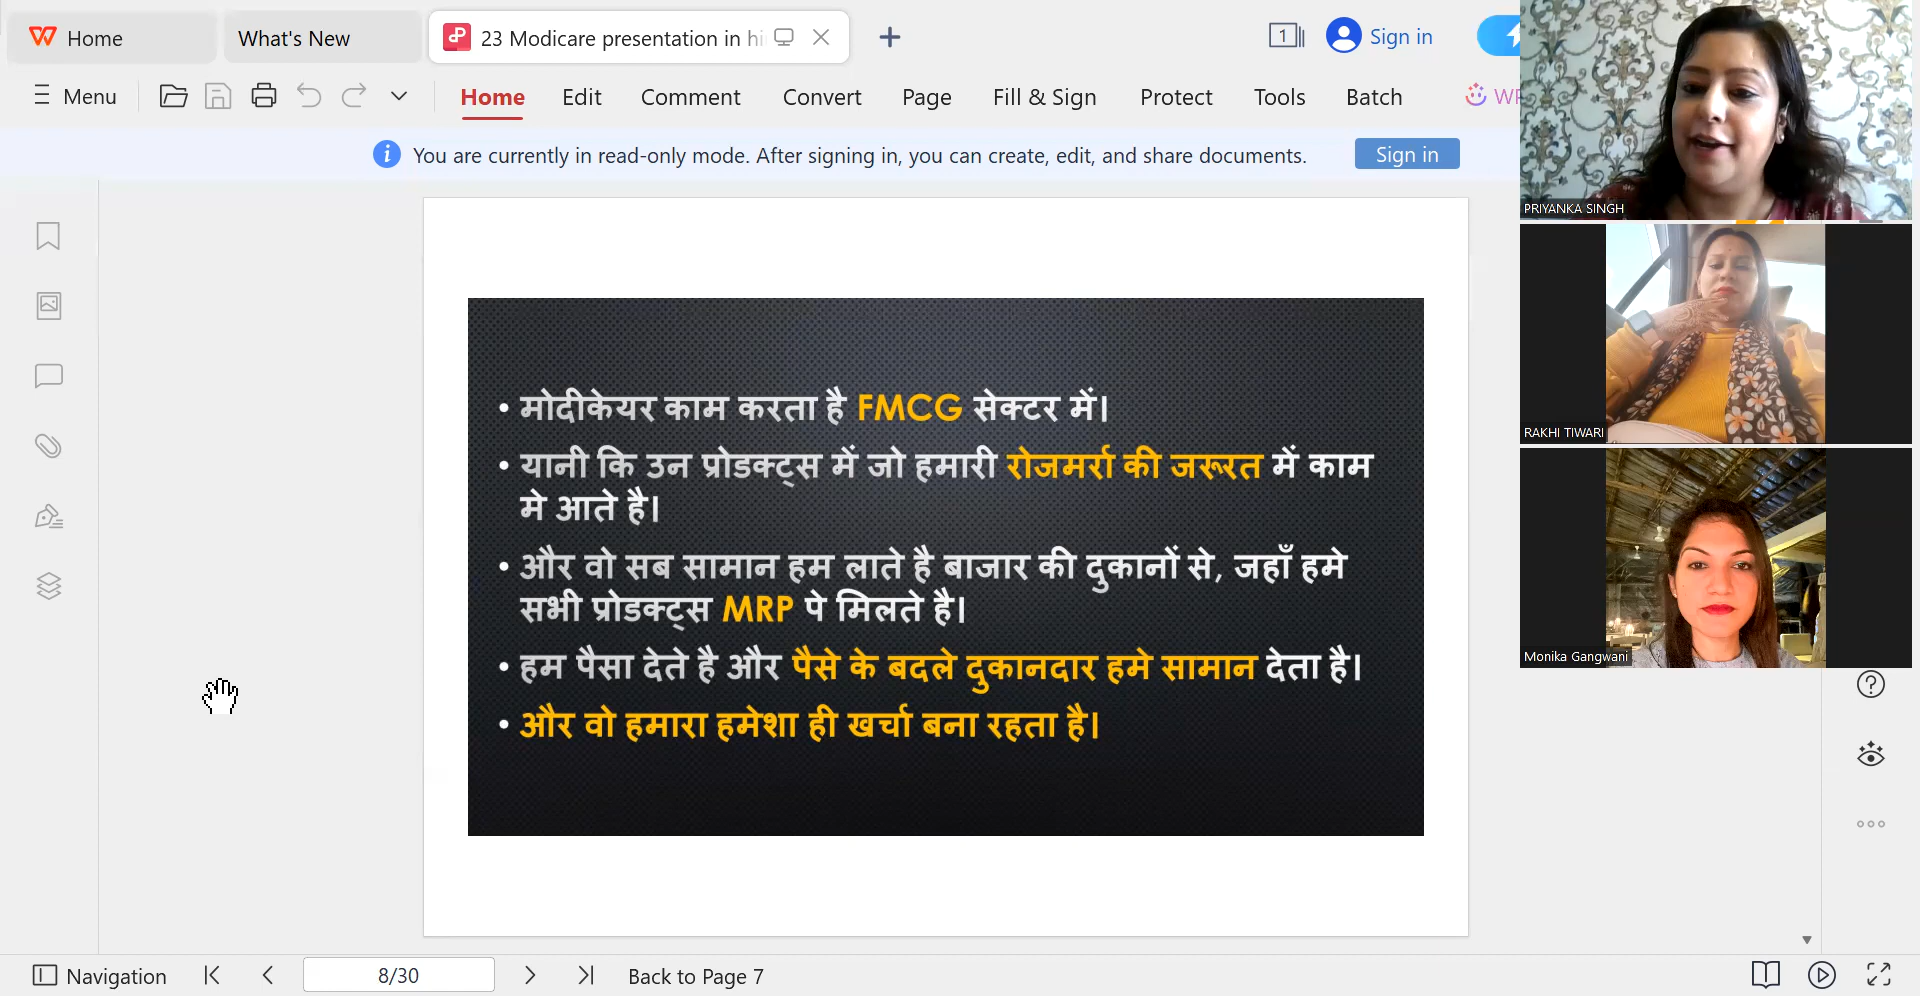 Home
What's New
23 Modicare presentation in hi
1
Sign in
Menu
Home
Edit
Comment
Convert
Page
Fill & Sign
Protect
Tools
Batch
You are currently in read-only mode. After signing in, you can create, edit, and share documents.
Sign in
PRIYANKA SINGH
RAKHI TIWARI
Monika Gangwani
• मोदीकेयर काम करता है FMCG सेक्टर में।
• यानी कि उन प्रोडक्ट्स में जो हमारी रोजमर्रा की जरूरत में काम
मे आते है।
• और वो सब सामान हम लाते है बाजार की दुकानों से, जहाँ हमे
सभी प्रोडक्ट्स MRP पे मिलते है।
• हम पैसा देते है और पैसे के बदले दुकानदार हमे सामान देता है।
• और वो हमारा हमेशा ही खर्चा बना रहता है।
Navigation
8/30
Back to Page 7